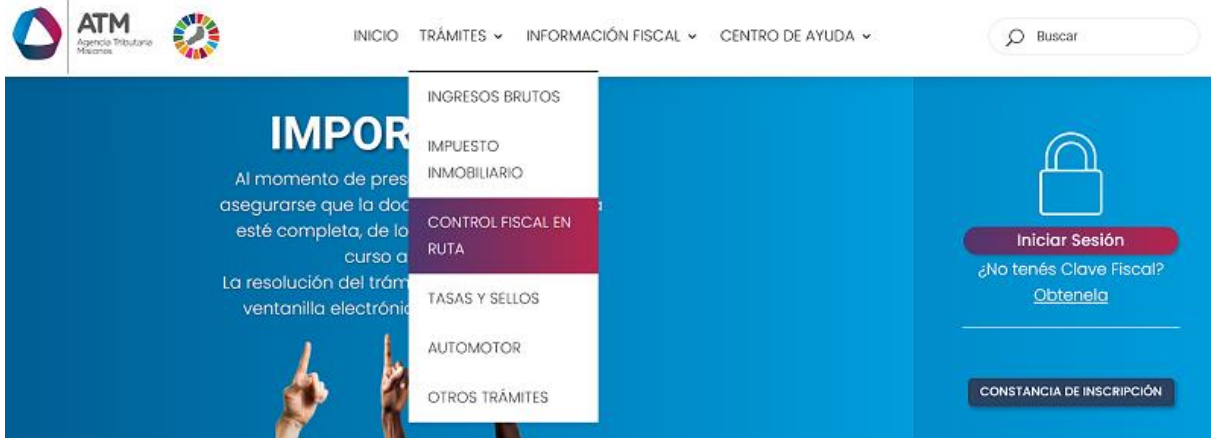 ATM
Agencia Tributaria
Misiones
INICIO TRÁMITES INFORMACIÓN FISCAL CENTRO DE AYUDA
Buscar
INGRESOS BRUTOS
IMPUESTO
INMOBILIARIO
CONTROL FISCAL EN
RUTA
TASAS Y SELLOS
AUTOMOTOR
OTROS TRÁMITES
IMPOR
Al momento de pres
asegurarse que la doc
esté completa, de lo
curso a
La resolución del trám
ventanilla electrónic
Iniciar Sesión
¿No tenés Clave Fiscal?
Obtenela
CONSTANCIA DE INSCRIPCIÓN